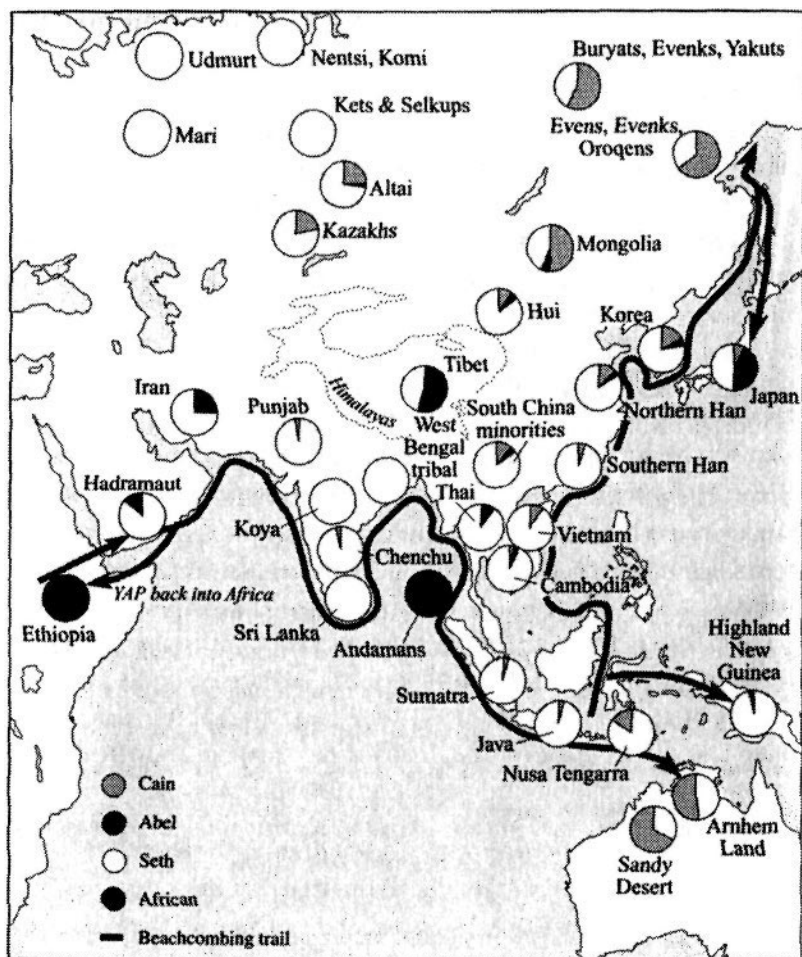 Udmurt
Nentsi, Komi
Buryats, Evenks, Yakuts
Mari
Kets & Selkups
Evens, Evenks,
Oroqens
Altai
Kazakhs
Mongolia
Hui
Korea
Tibet
Himalayas
Iran
Punjab
West
Bengal
tribal
South China
minorities
Northern Han
Japan
Southern Han
Hadramaut
Koya
Thai
Vietnam
Chenchu
Cambodia
YAP back into Africa
Ethiopia
Sri Lanka
Andamans
Highland
New
Guinea
Sumatra
Java
Nusa Tengarra
Arnhem
Land
Sandy
Desert
Cain
Abel
Seth
African
Beachcombing trail